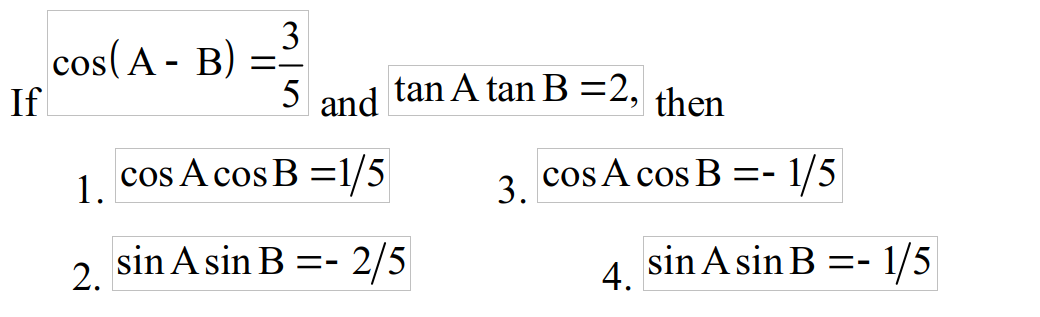 If cos( A - B) = 3/5 and tan A tan B =2, then
1. cos A cos B =1/5 3. cos A cos B =- 1/5
2. sin A sin B =- 2/5 4. sin A sin B =- 1/5